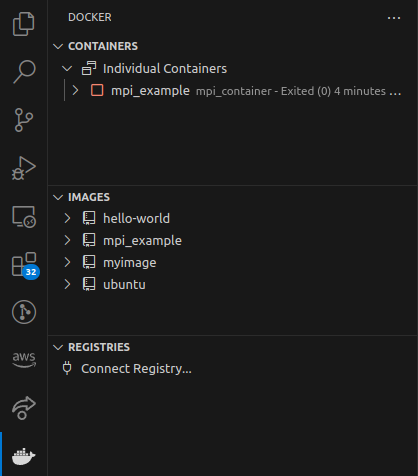 DOCKER
...
CONTAINERS
Individual Containers
mpi_example mpi_container - Exited (0) 4 minutes ...
IMAGES
hello-world
mpi_example
32
myimage
ubuntu
REGISTRIES
aws
Connect Registry...